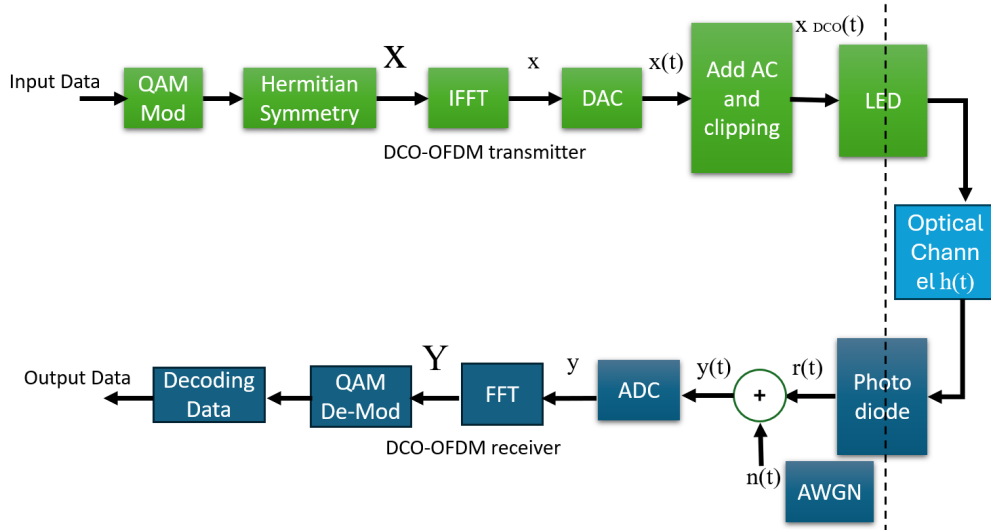 Input Data
QAM
Mod
Hermitian
Symmetry
X
IFFT
x
DAC
x(t)
Add AC
and
clipping
x DCO(t)
LED
DCO-OFDM transmitter
Optical
Chann
el h(t)
Output Data
Decoding
Data
QAM
De-Mod
Y
FFT
y
ADC
y(t)
+
r(t)
Photo
diode
DCO-OFDM receiver
n(t)
AWGN